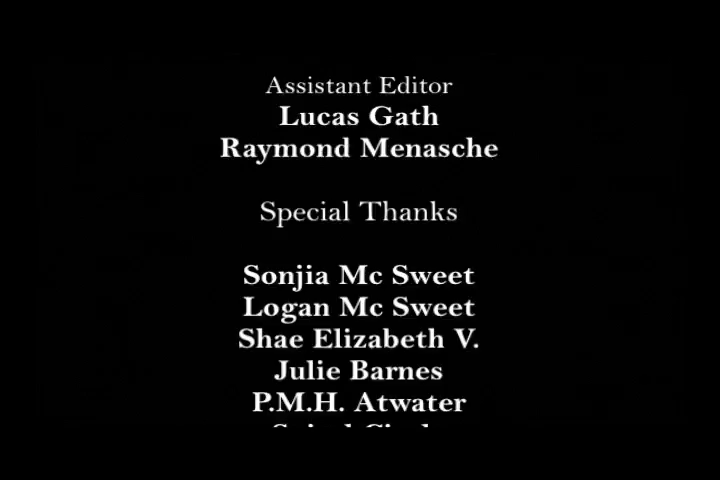 Assistant Editor
Lucas Gath
Raymond Menasche
Special Thanks
Sonjia Mc Sweet
Logan Mc Sweet
Shae Elizabeth V.
Julie Barnes
P.M.H. Atwater